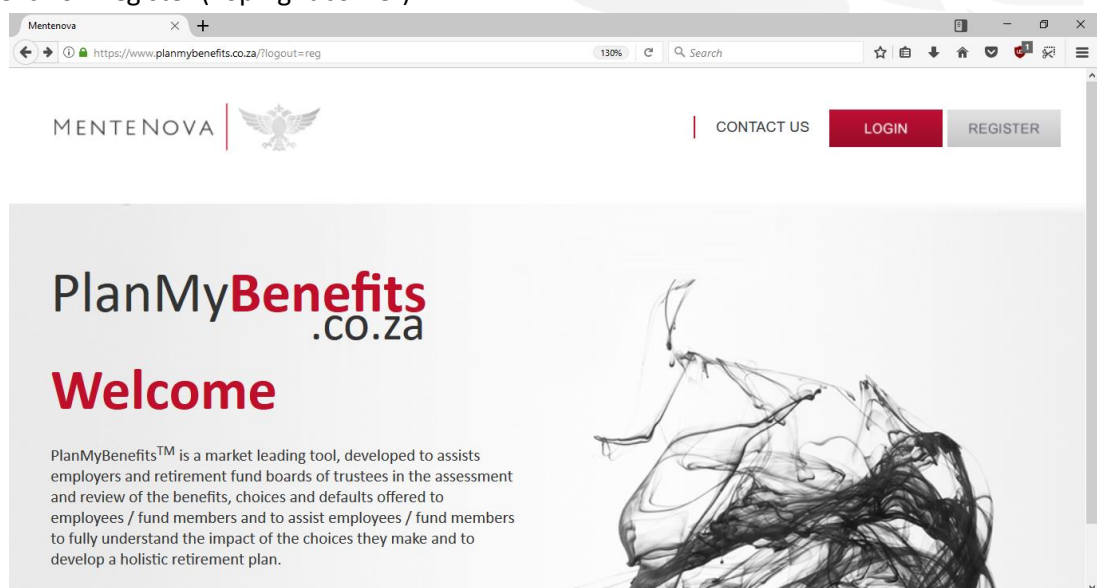 Mentenova
https://www.planmybenefits.co.za/?logout=reg
130%
Search
MENTENOVA
CONTACT US
LOGIN
REGISTER
PlanMyBenefits
.co.za
Welcome
PlanMyBenefits™ is a market leading tool, developed to assists
employers and retirement fund boards of trustees in the assessment
and review of the benefits, choices and defaults offered to
employees / fund members and to assist employees / fund members
to fully understand the impact of the choices they make and to
develop a holistic retirement plan.